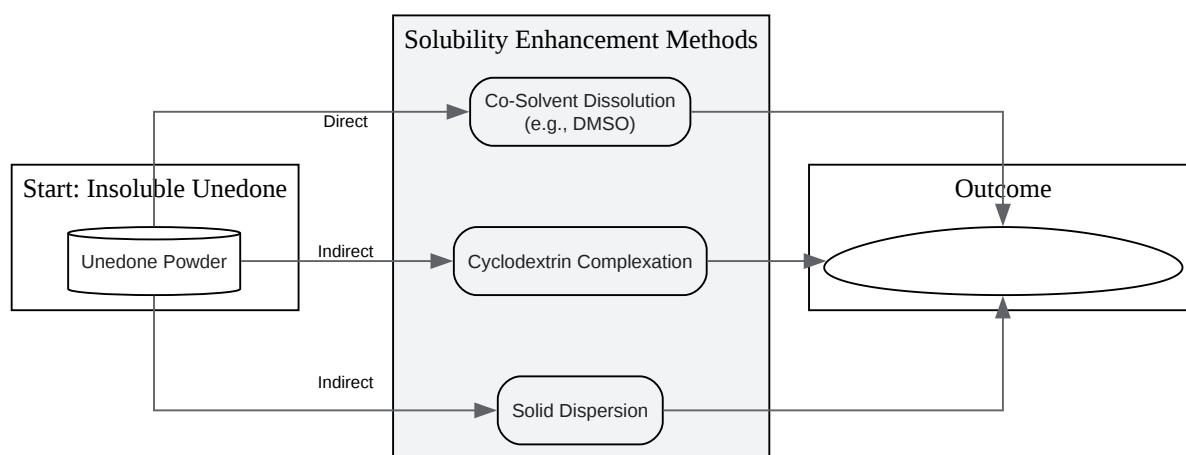 Solubility Enhancement Methods
Co-Solvent Dissolution
(e.g., DMSO)
Direct
Start: Insoluble Unedone
Outcome
Unedone Powder
Indirect
Cyclodextrin Complexation
Indirect
Solid Dispersion